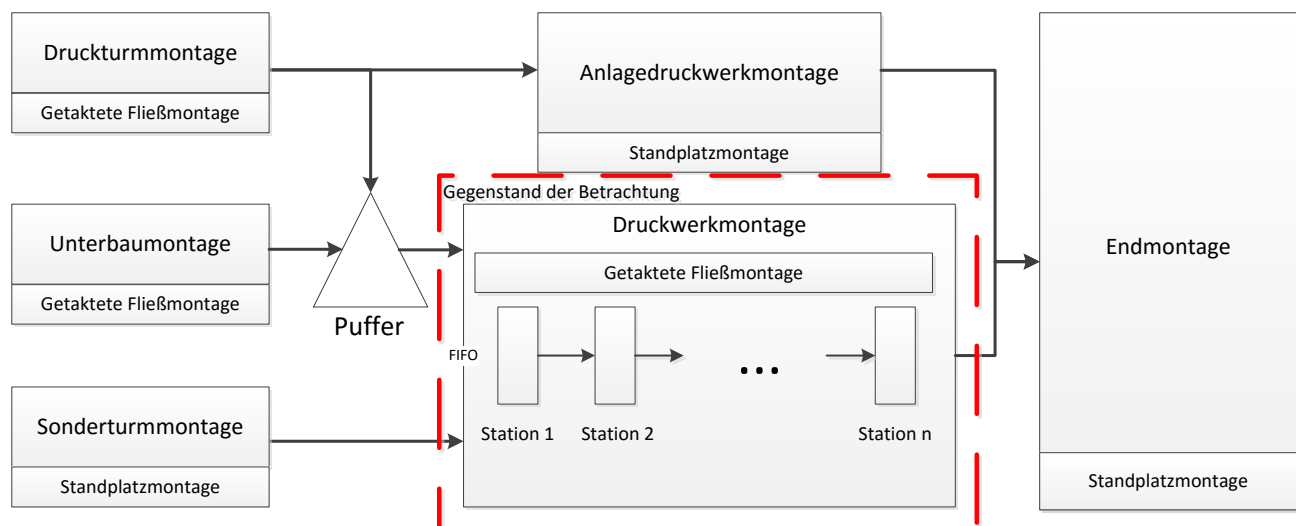 Druckturmmontage
Getaktete Fließmontage
Anlagedruckwerkmontage
Standplatzmontage
Unterbaumontage
Getaktete Fließmontage
Puffer
Gegenstand der Betrachtung
Druckwerkmontage
Getaktete Fließmontage
FIFO
...
Station 1
Station 2
Station n
Sonderturmmontage
Standplatzmontage
Endmontage
Standplatzmontage